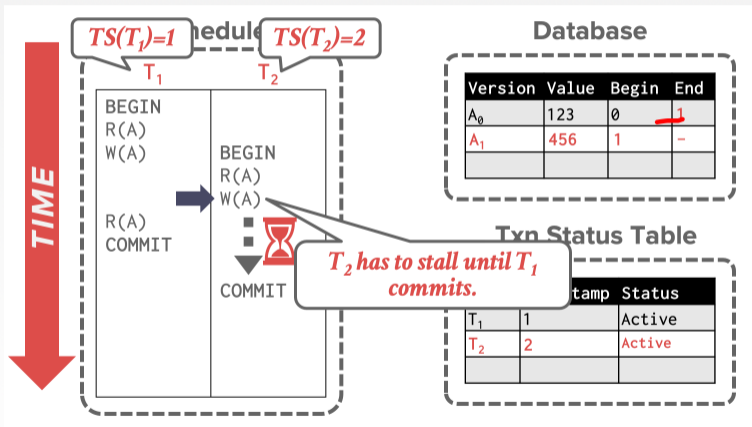 TS(T₁)=1
hedule
TS(T₂)=2
T₁
T₂
BEGIN
R(A)
W(A)
R(A)
COMMIT
BEGIN
R(A)
W(A)
COMMIT
TIME
T₂ has to stall until T₁
commits.
Database
Version Value Begin End
A₀ 123 0 1
A₁ 456 1 -
Txn Status Table
tamp Status
T₁ 1 Active
T₂ 2 Active